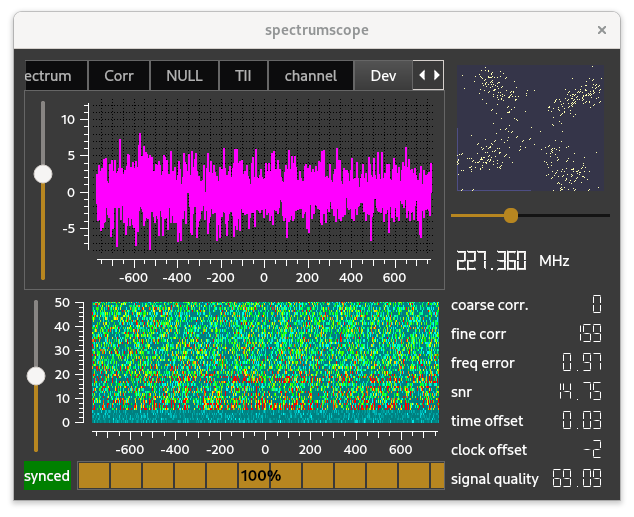 spectrumscope ×
ectrum Corr NULL TII channel Dev
10
5
0
-5
-600 -400 -200 0 200 400 600
227.360 MHz
50
40
30
20
10
0
-600 -400 -200 0 200 400 600
coarse corr. 0
fine corr 159
freq error 0.97
snr 14.75
time offset 0.03
clock offset -2
signal quality 69.09
synced 100%